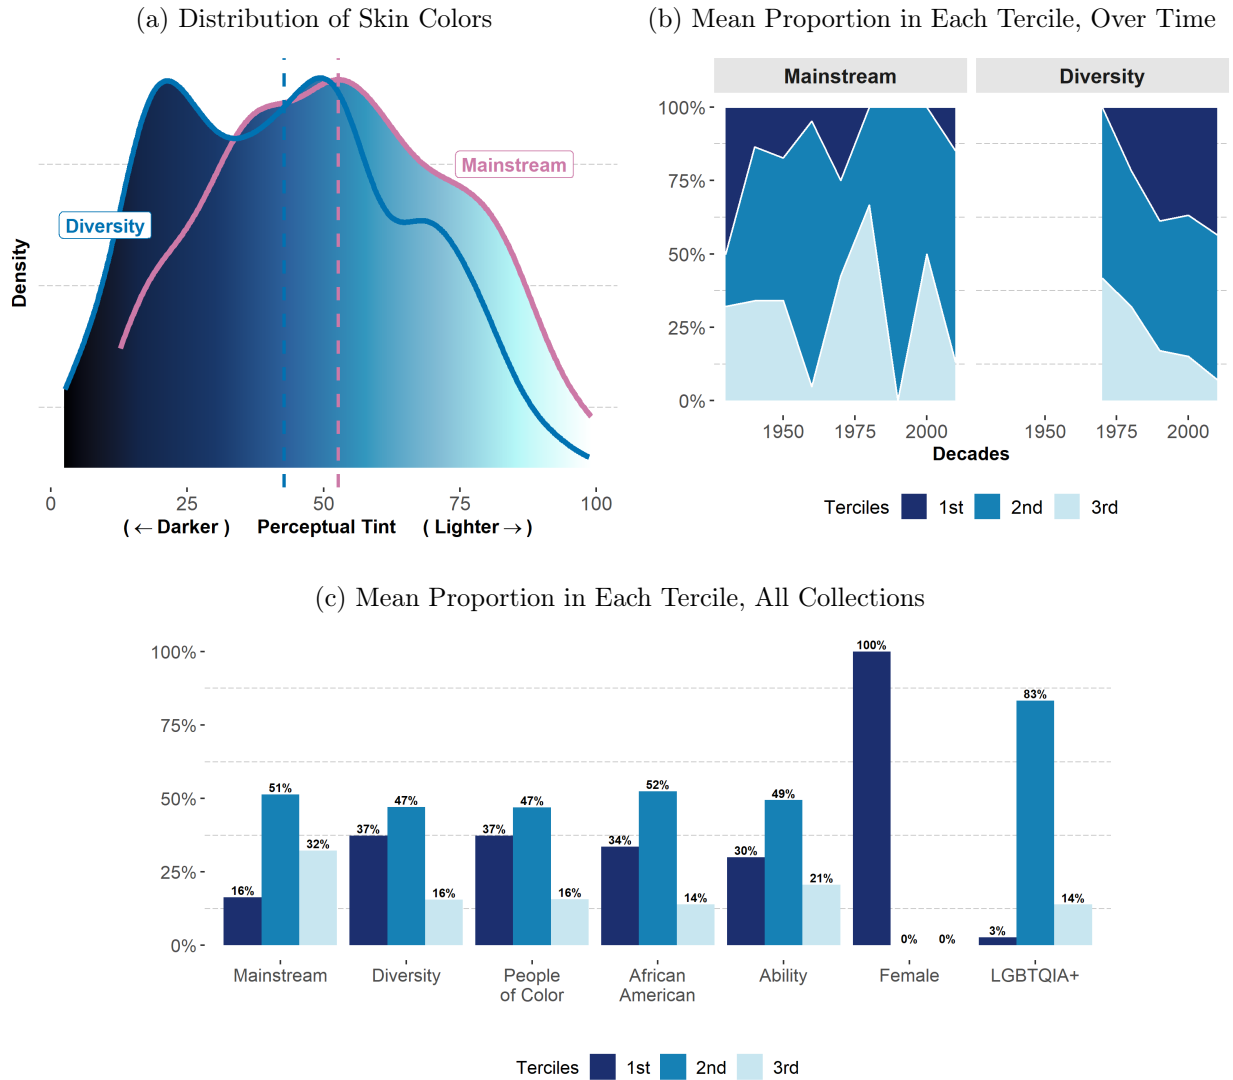 (a) Distribution of Skin Colors
Density
Diversity
Mainstream
0 25 50 75 100
( ← Darker ) Perceptual Tint ( Lighter → )
(b) Mean Proportion in Each Tercile, Over Time
Mainstream Diversity
100%
75%
50%
25%
0%
1950 1975 2000 1950 1975 2000
Decades
Terciles 1st 2nd 3rd
(c) Mean Proportion in Each Tercile, All Collections
100%
75%
50%
25%
0%
16% 51% 32% 37% 47% 16% 37% 47% 16% 34% 52% 14% 30% 49% 21% 100% 0% 0% 3% 83% 14%
Mainstream Diversity People African Ability Female LGBTQIA+
of Color American
Terciles 1st 2nd 3rd